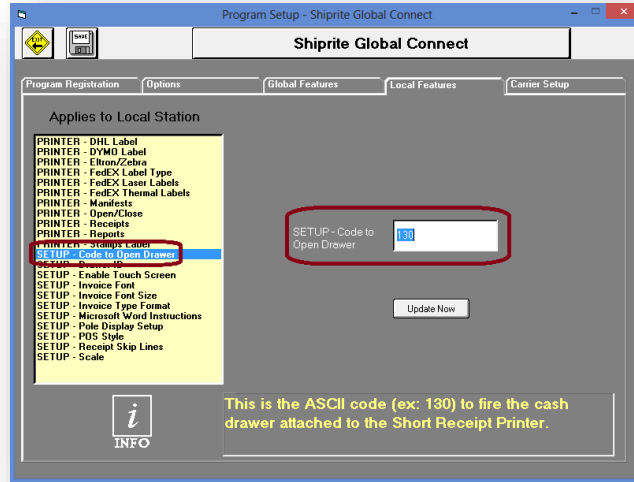 Program Setup - Shiprite Global Connect
EXIT
SAVE
Shiprite Global Connect
Program Registration
Options
Global Features
Local Features
Carrier Setup
Applies to Local Station
PRINTER - DHL Label
PRINTER - DYMO Label
PRINTER - Eltron/Zebra
PRINTER - FedEX Label Type
PRINTER - FedEX Laser Labels
PRINTER - FedEX Thermal Labels
PRINTER - Manifests
PRINTER - Open/Close
PRINTER - Receipts
PRINTER - Reports
PRINTER - Stamps Label
SETUP - Code to Open Drawer
SETUP - Drawer ID
SETUP - Enable Touch Screen
SETUP - Invoice Font
SETUP - Invoice Font Size
SETUP - Invoice Type Format
SETUP - Microsoft Word Instructions
SETUP - Pole Display Setup
SETUP - POS Style
SETUP - Receipt Skip Lines
SETUP - Scale
SETUP - Code to
Open Drawer
130
Update Now
i
INFO
This is the ASCII code (ex: 130) to fire the cash
drawer attached to the Short Receipt Printer.